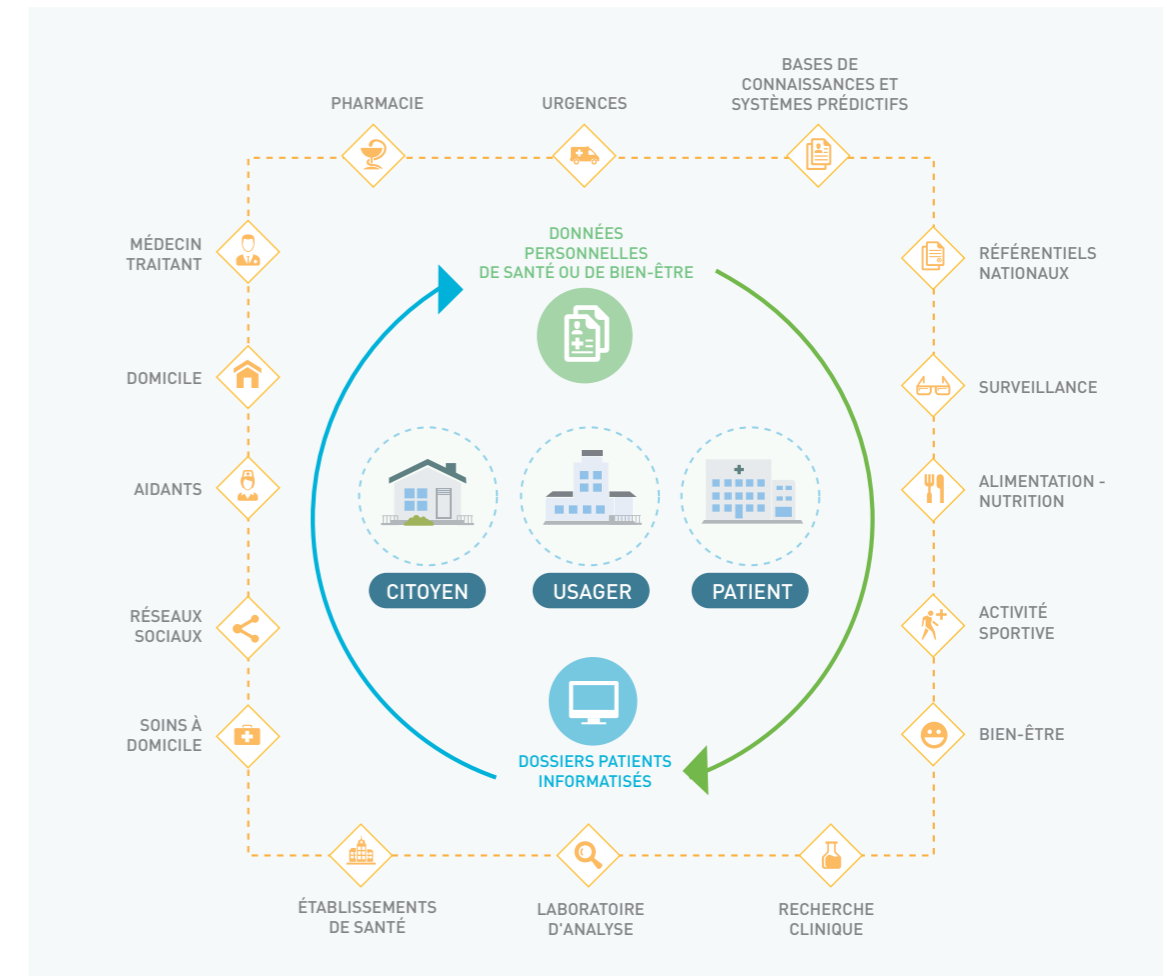 BASES DE
CONNAISSANCES ET
SYSTÈMES PRÉDICTIFS
PHARMACIE
URGENCES
MÉDECIN
TRAITANT
DONNÉES
PERSONNELLES
DE SANTÉ OU DE BIEN-ÊTRE
RÉFÉRENTIELS
NATIONAUX
DOMICILE
SURVEILLANCE
AIDANTS
ALIMENTATION -
NUTRITION
CITOYEN
USAGER
PATIENT
RÉSEAUX
SOCIAUX
ACTIVITÉ
SPORTIVE
SOINS À
DOMICILE
BIEN-ÊTRE
DOSSIERS PATIENTS
INFORMATISÉS
ÉTABLISSEMENTS
DE SANTÉ
LABORATOIRE
D'ANALYSE
RECHERCHE
CLINIQUE